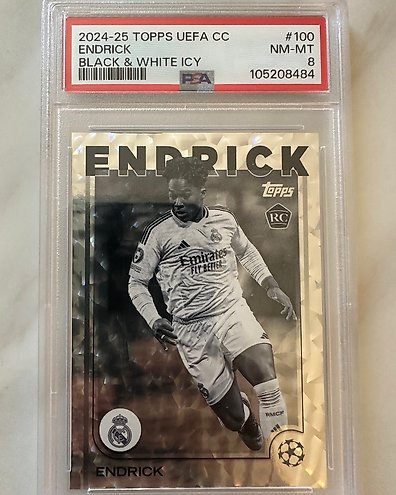 2024-25 TOPPS UEFA CC #100
ENDRICK NM-MT
BLACK & WHITE ICY 8
PSA 105208484
ENDRICK
Topps
RC
Emirates
FLY BETTER
RMCF
ENDRICK